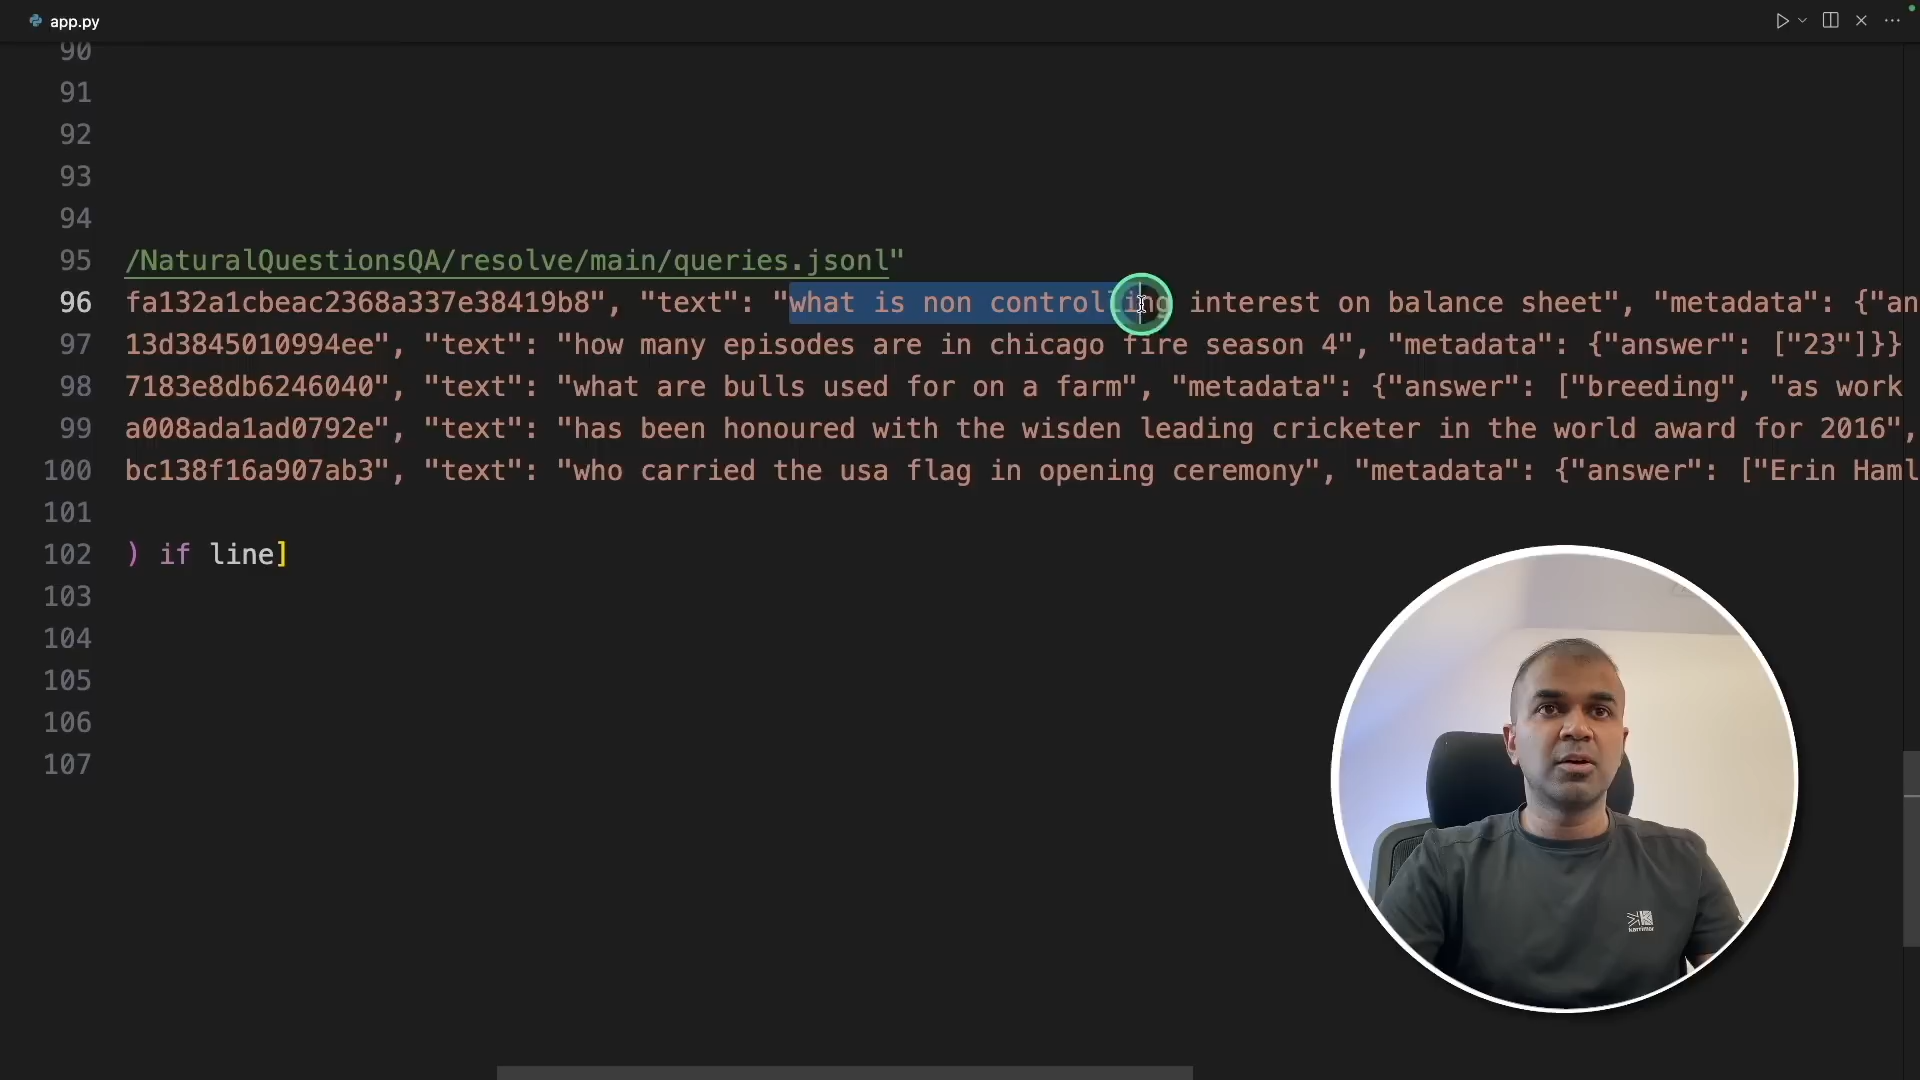 app.py
90
91
92
93
94
95 /NaturalQuestionsQA/resolve/main/queries.jsonl"
96 fa132a1cbeac2368a337e38419b8", "text": "what is non controlling interest on balance sheet", "metadata": {"an
97 13d3845010994ee", "text": "how many episodes are in chicago fire season 4", "metadata": {"answer": ["23"]}}
98 7183e8db6246040", "text": "what are bulls used for on a farm", "metadata": {"answer": ["breeding", "as work
99 a008ada1ad0792e", "text": "has been honoured with the wisden leading cricketer in the world award for 2016",
100 bc138f16a907ab3", "text": "who carried the usa flag in opening ceremony", "metadata": {"answer": ["Erin Haml
101
102 ) if line]
103
104
105
106
107
karrimor